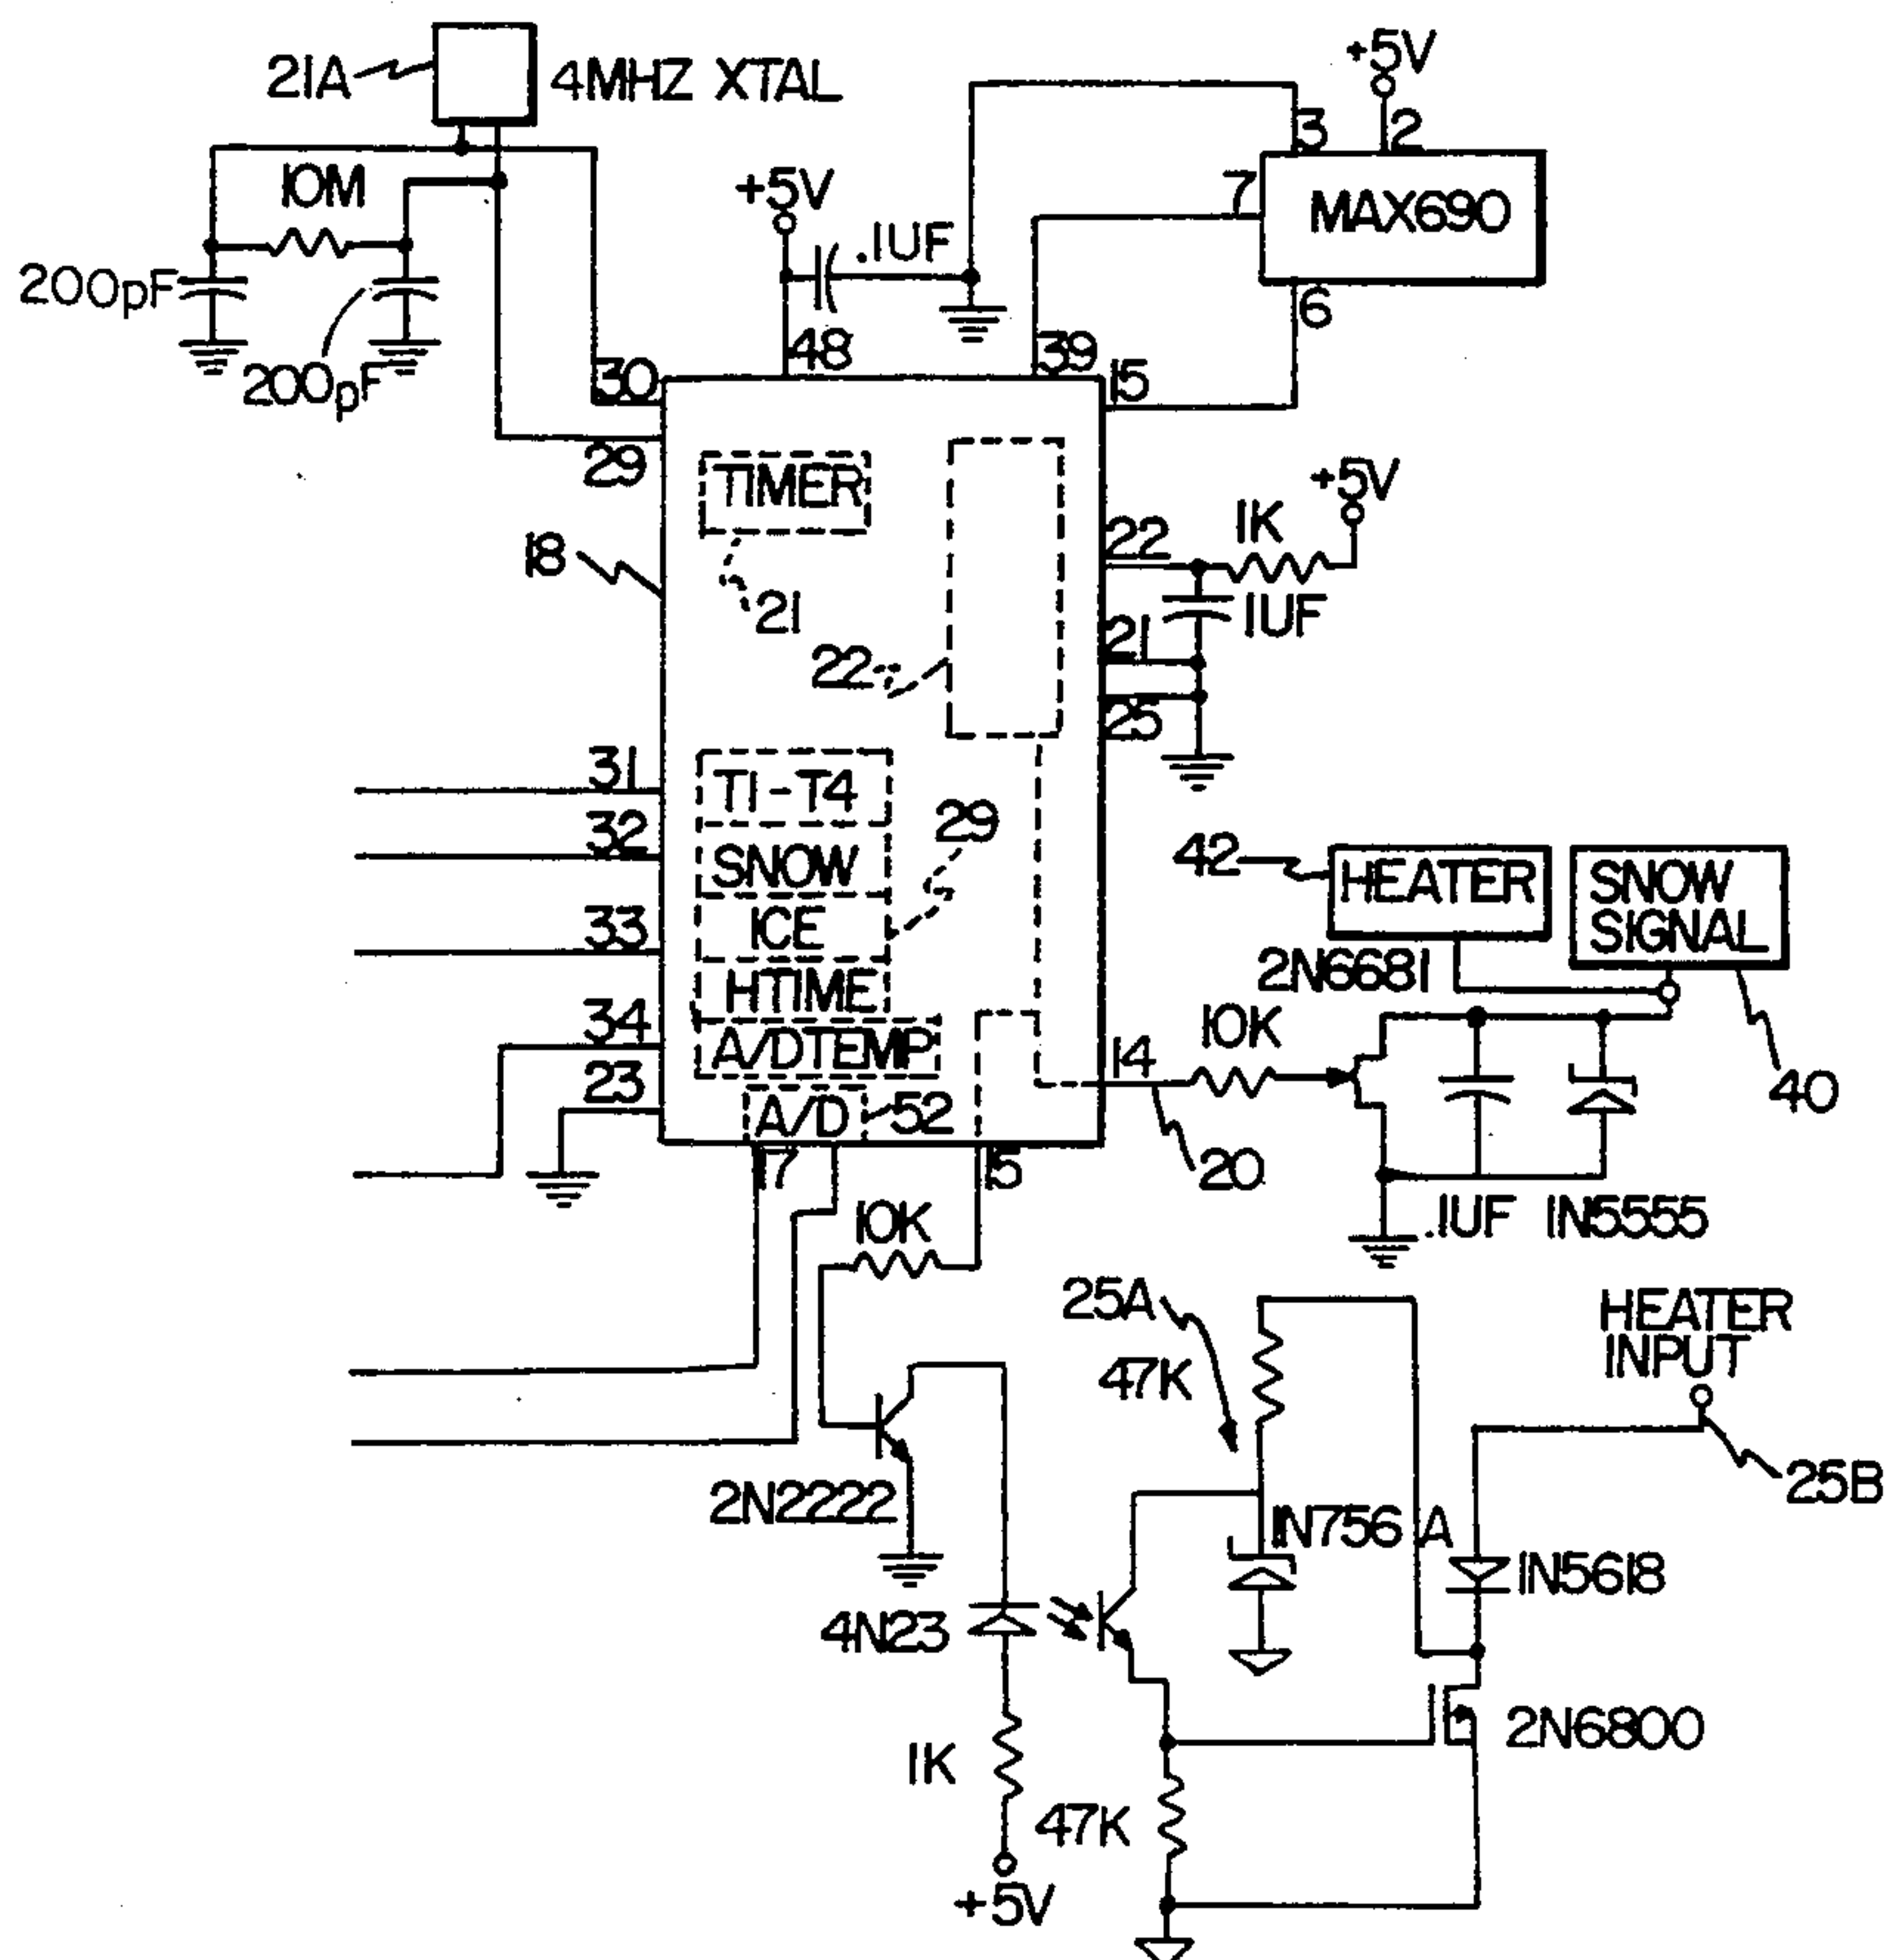 21A
4MHZ XTAL
+5V
3
2
10M
+5V
7
MAX690
.1UF
200pF
6
48
39
200pF
30
15
29
TIMER
+5V
1K
22
18
21
1UF
21
22
25
31
T1-T4
29
32
SNOW
42
HEATER
SNOW
SIGNAL
33
ICE
2N6681
HTIME
34
10K
A/DTEMP
14
23
40
A/D
52
17
15
20
10K
.1UF
1N5555
25A
HEATER
INPUT
47K
25B
2N2222
1N756 A
1N5618
4N23
2N6800
1K
47K
+5V